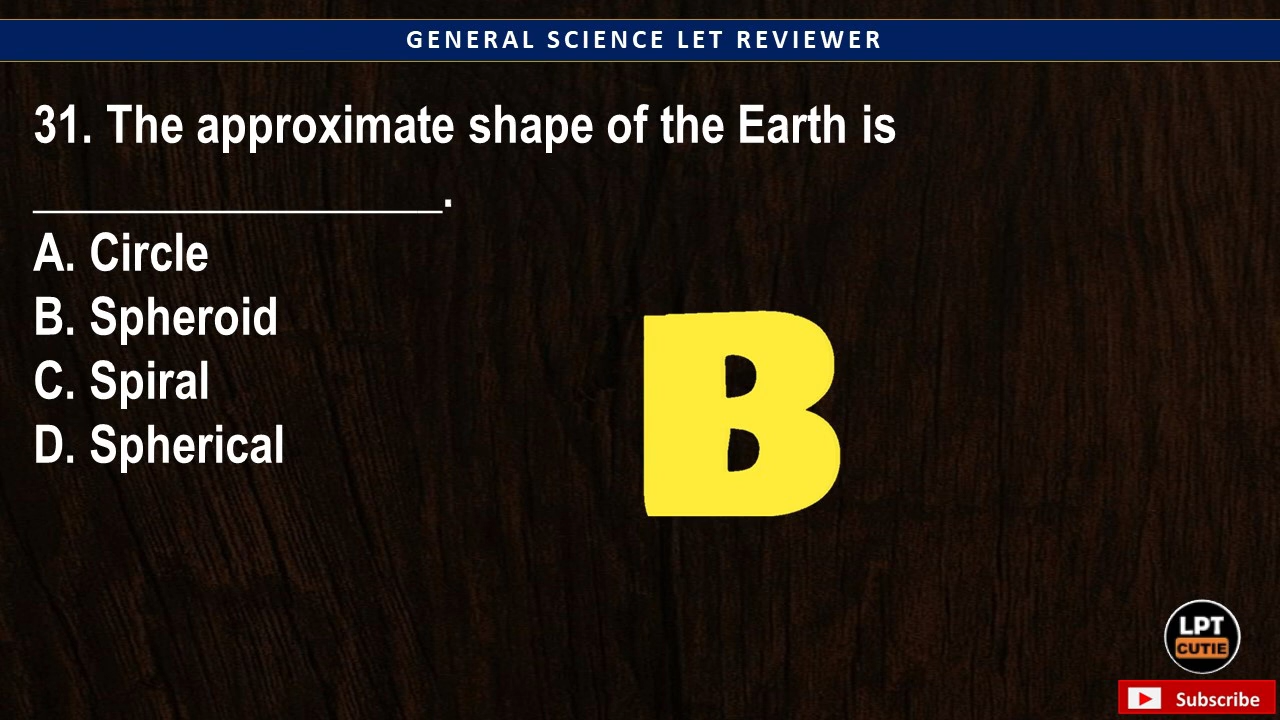 GENERAL SCIENCE LET REVIEWER
31. The approximate shape of the Earth is
________________.
A. Circle
B. Spheroid
C. Spiral
D. Spherical
B
LPT
CUTIE
Subscribe